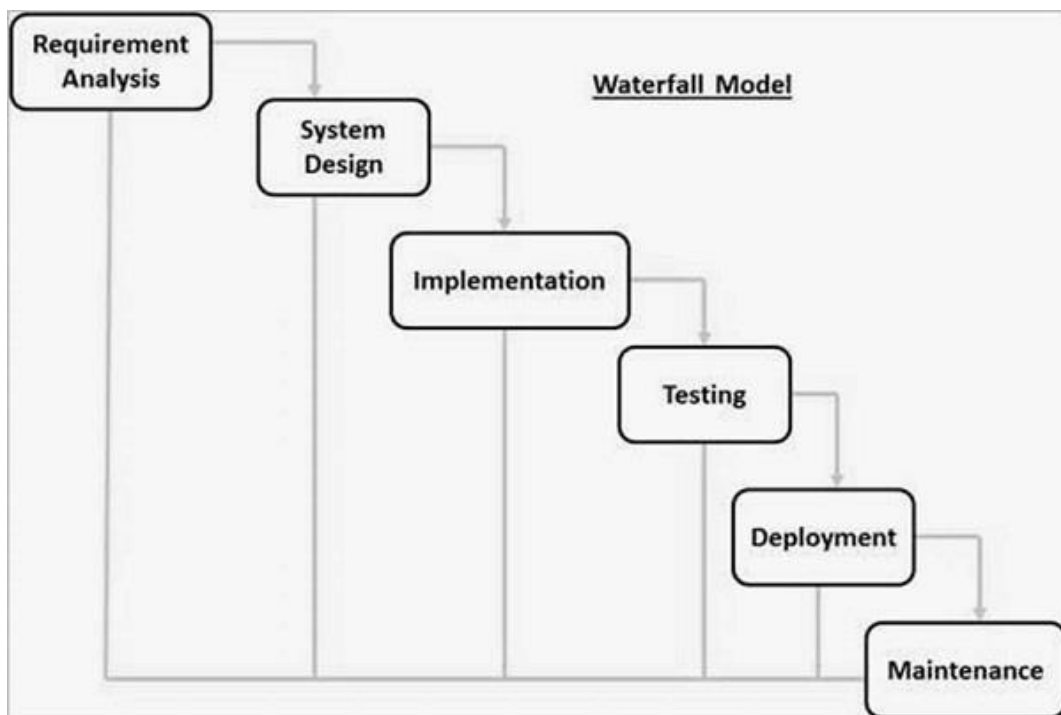 Requirement
Analysis
Waterfall Model
System
Design
Implementation
Testing
Deployment
Maintenance